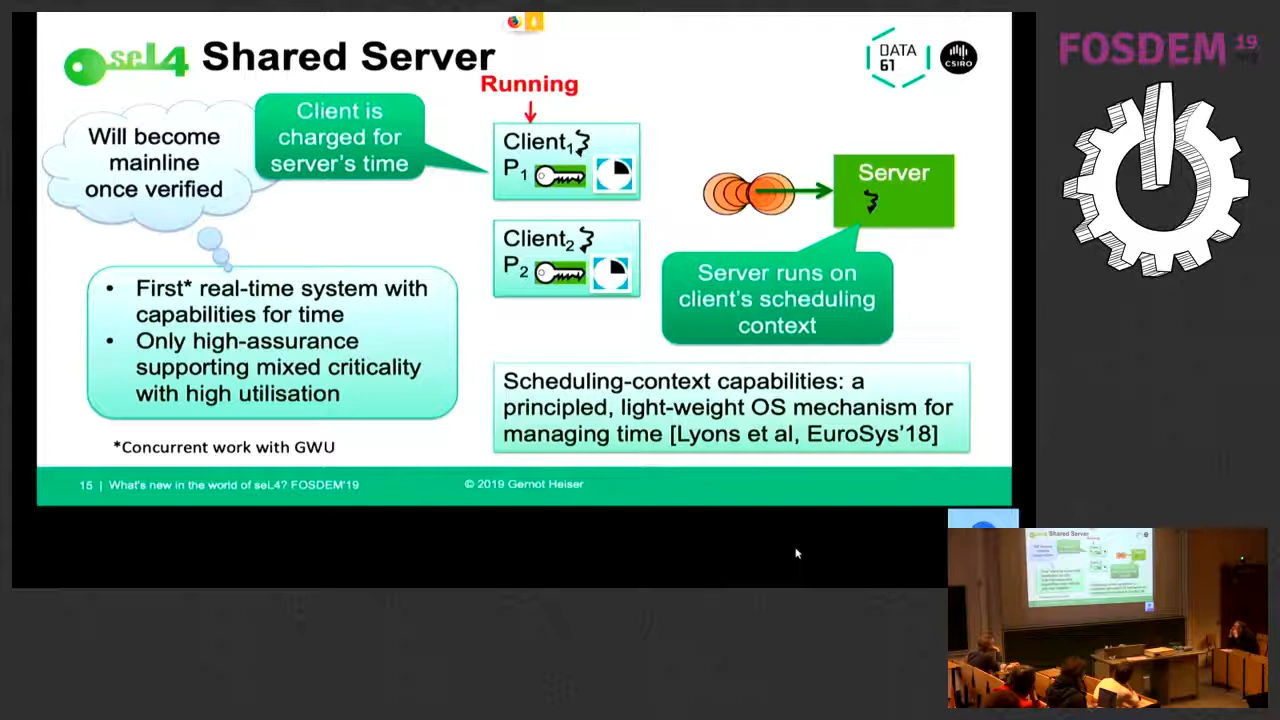 seL4 Shared Server
DATA
61
CSIRO
FOSDEM 19
Running
Will become
mainline
once verified
Client is
charged for
server's time
Client1
P1
Client2
P2
Server
Server runs on
client's scheduling
context
• First* real-time system with
capabilities for time
• Only high-assurance
supporting mixed criticality
with high utilisation
*Concurrent work with GWU
Scheduling-context capabilities: a
principled, light-weight OS mechanism for
managing time [Lyons et al, EuroSys'18]
15 | What's new in the world of seL4? FOSDEM'19
© 2019 Gernot Heiser